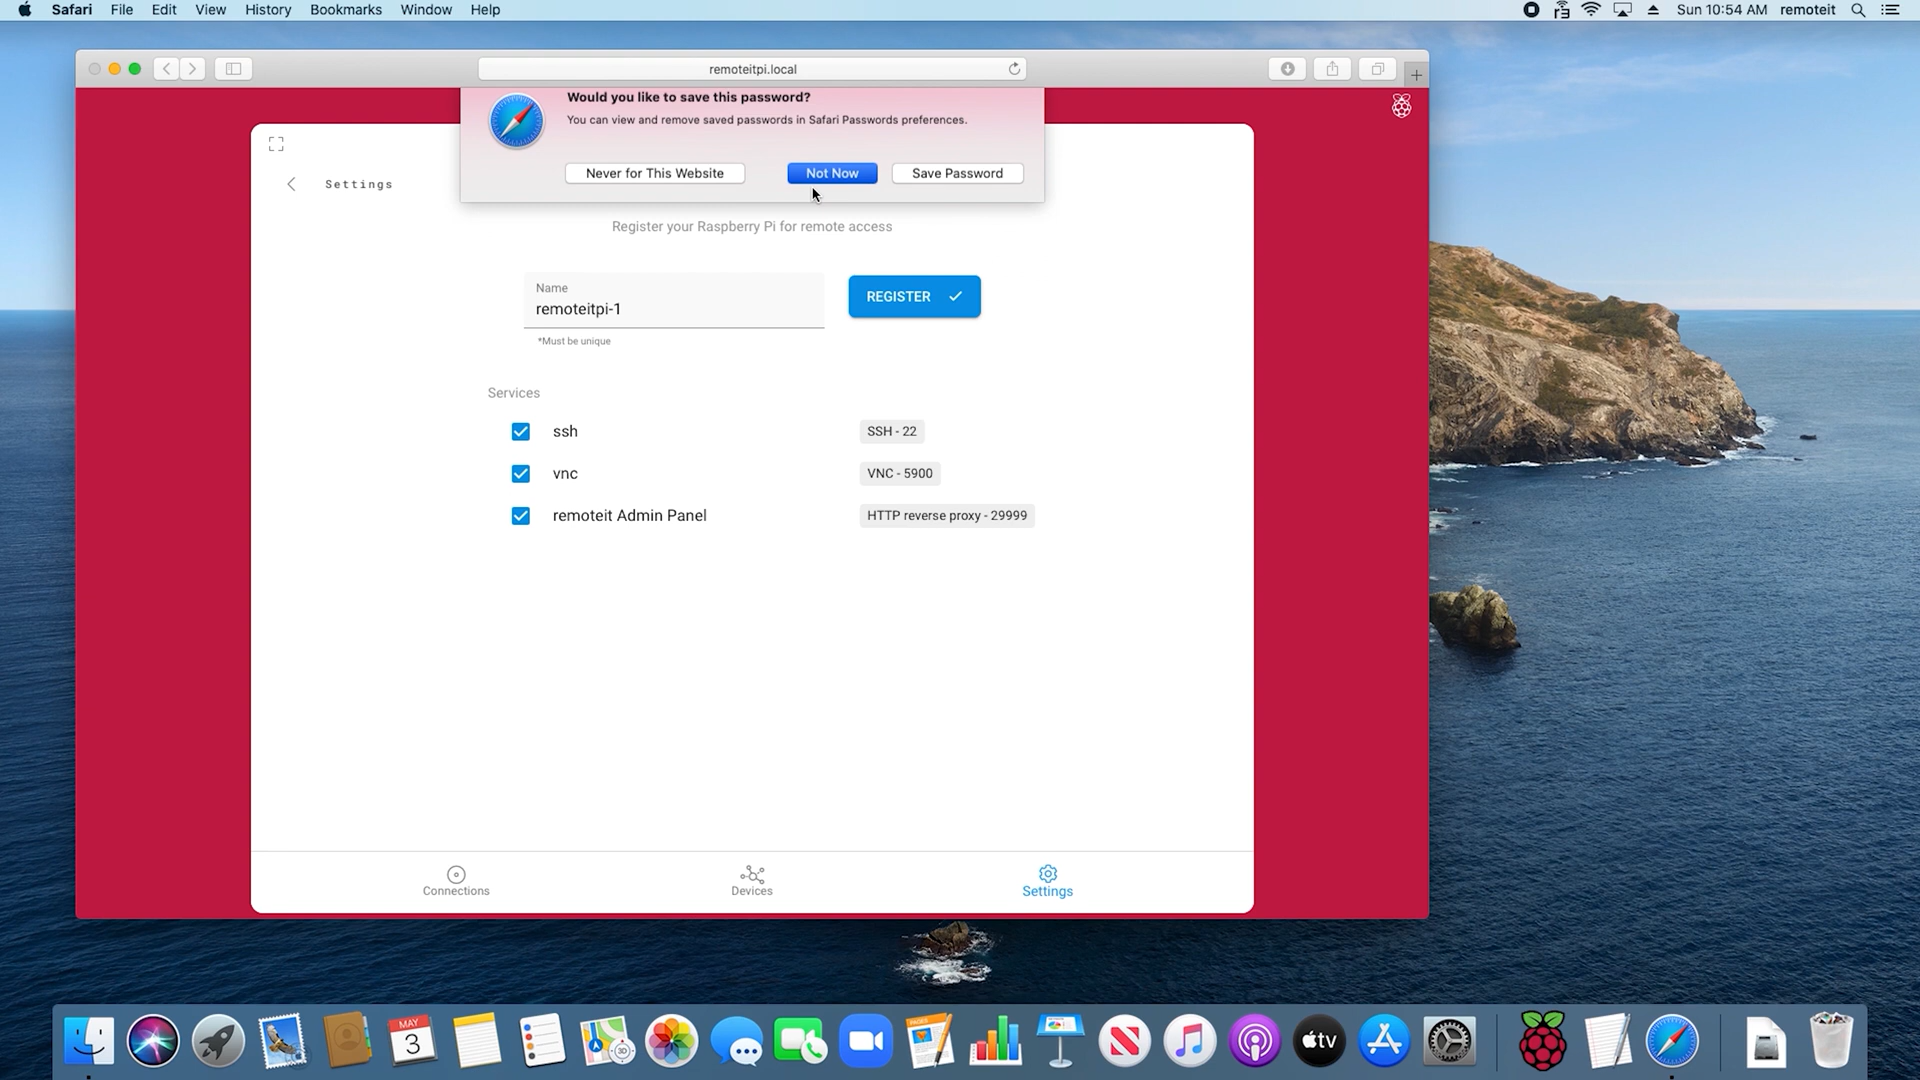 Safari File Edit View History Bookmarks Window Help
Sun 10:54 AM remoteit
remoteitpi.local
Would you like to save this password?
You can view and remove saved passwords in Safari Passwords preferences.
Never for This Website
Not Now
Save Password
Settings
Register your Raspberry Pi for remote access
Name
remoteitpi-1
REGISTER
*Must be unique
Services
ssh
SSH - 22
vnc
VNC - 5900
remoteit Admin Panel
HTTP reverse proxy - 29999
Connections
Devices
Settings
MAY
3
3D
PAGES
tv